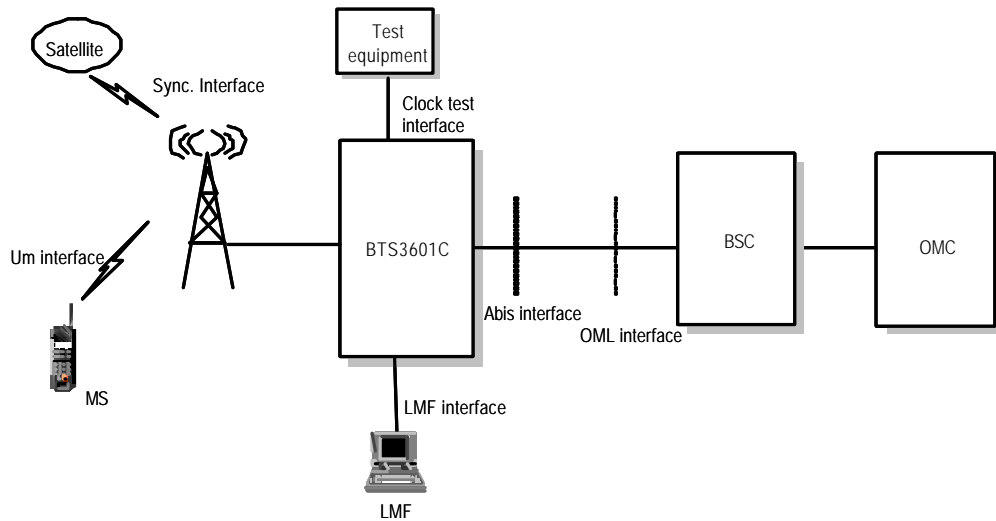 Test
equipment
Satellite
Sync. Interface
Clock test
interface
Um interface
BTS3601C
BSC
OMC
Abis interface
OML interface
MS
LMF interface
LMF